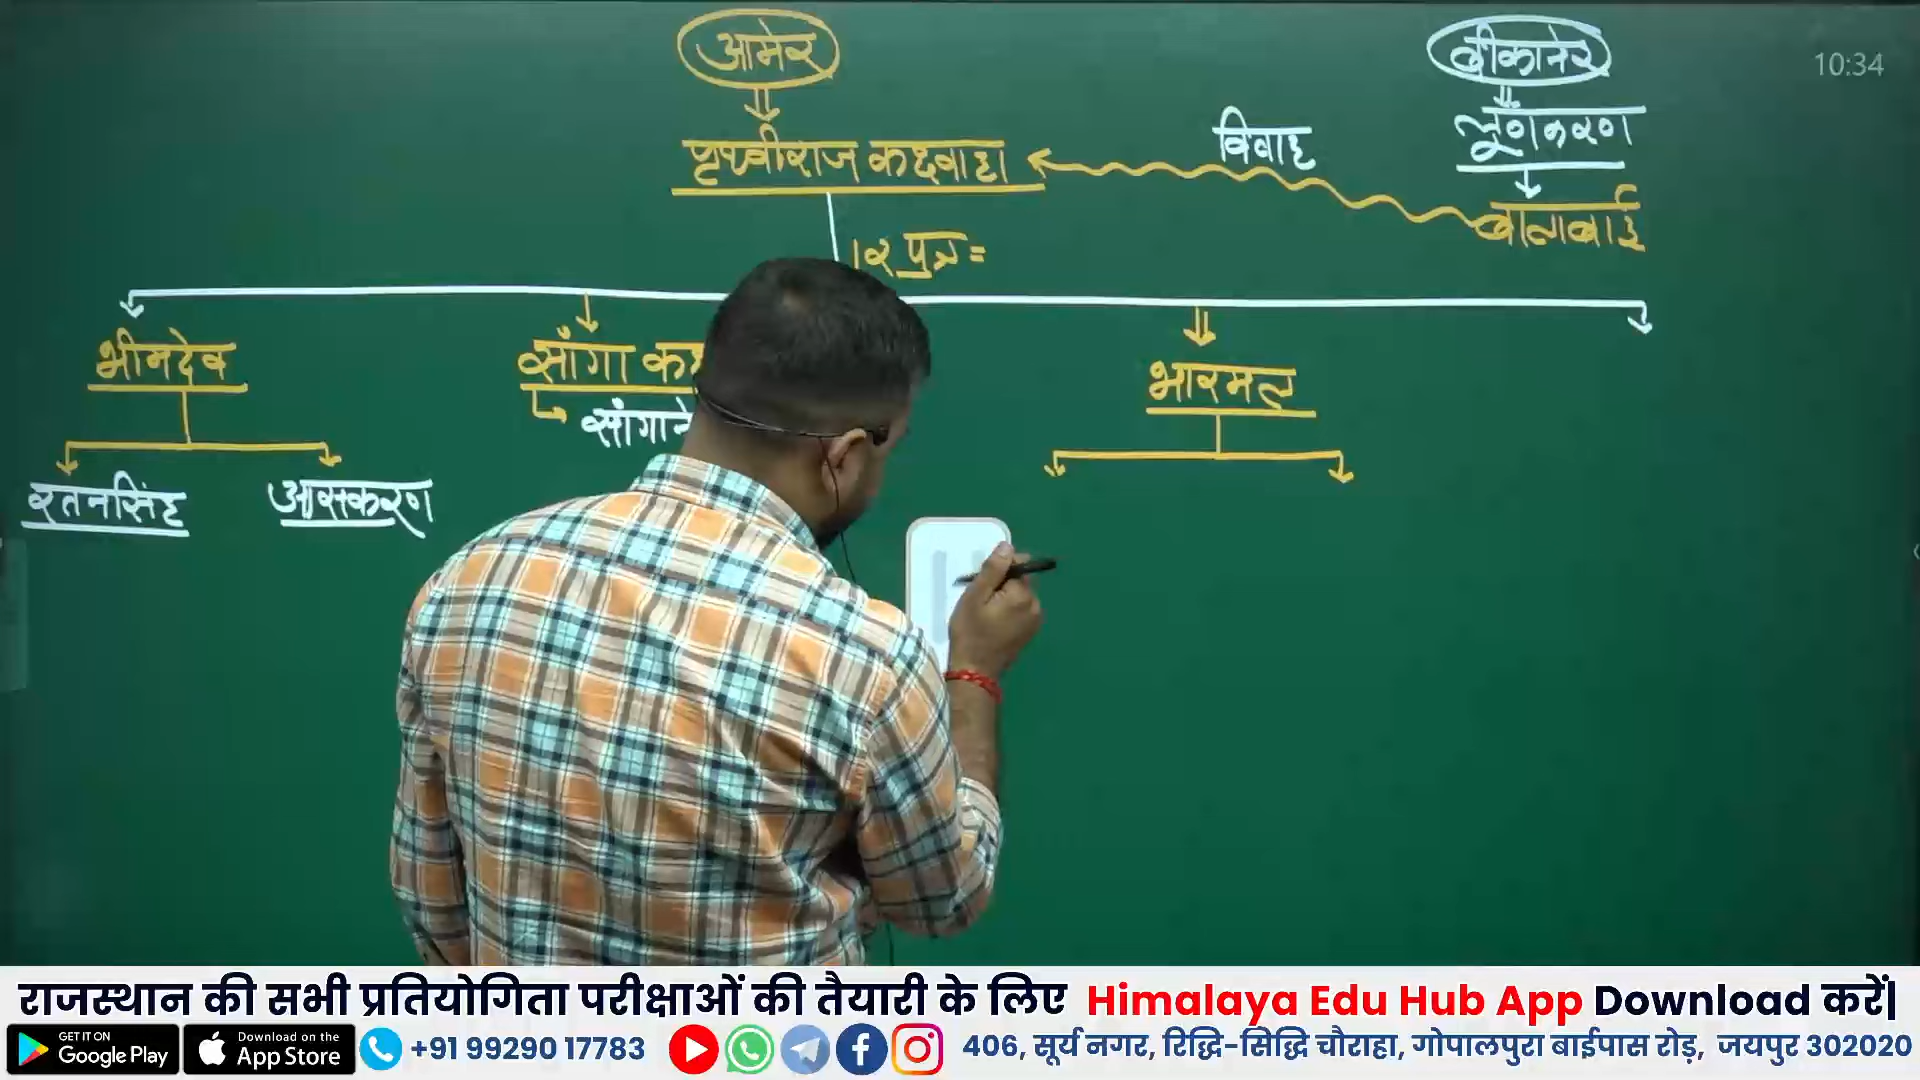 आमेर
बीकानेर
10:34
लूणकरण
विवाह
पृथ्वीराज कछवाहा
बालाबाई
12 पुत्र =
भीमदेव
सांगा
भारमल
रतनसिंह
आसकरण
राजस्थान की सभी प्रतियोगिता परीक्षाओं की तैयारी के लिए Himalaya Edu Hub App Download करें|
GET IT ON Google Play
Download on the App Store
+91 99290 17783
406, सूर्य नगर, रिद्धि-सिद्धि चौराहा, गोपालपुरा बाईपास रोड़, जयपुर 302020